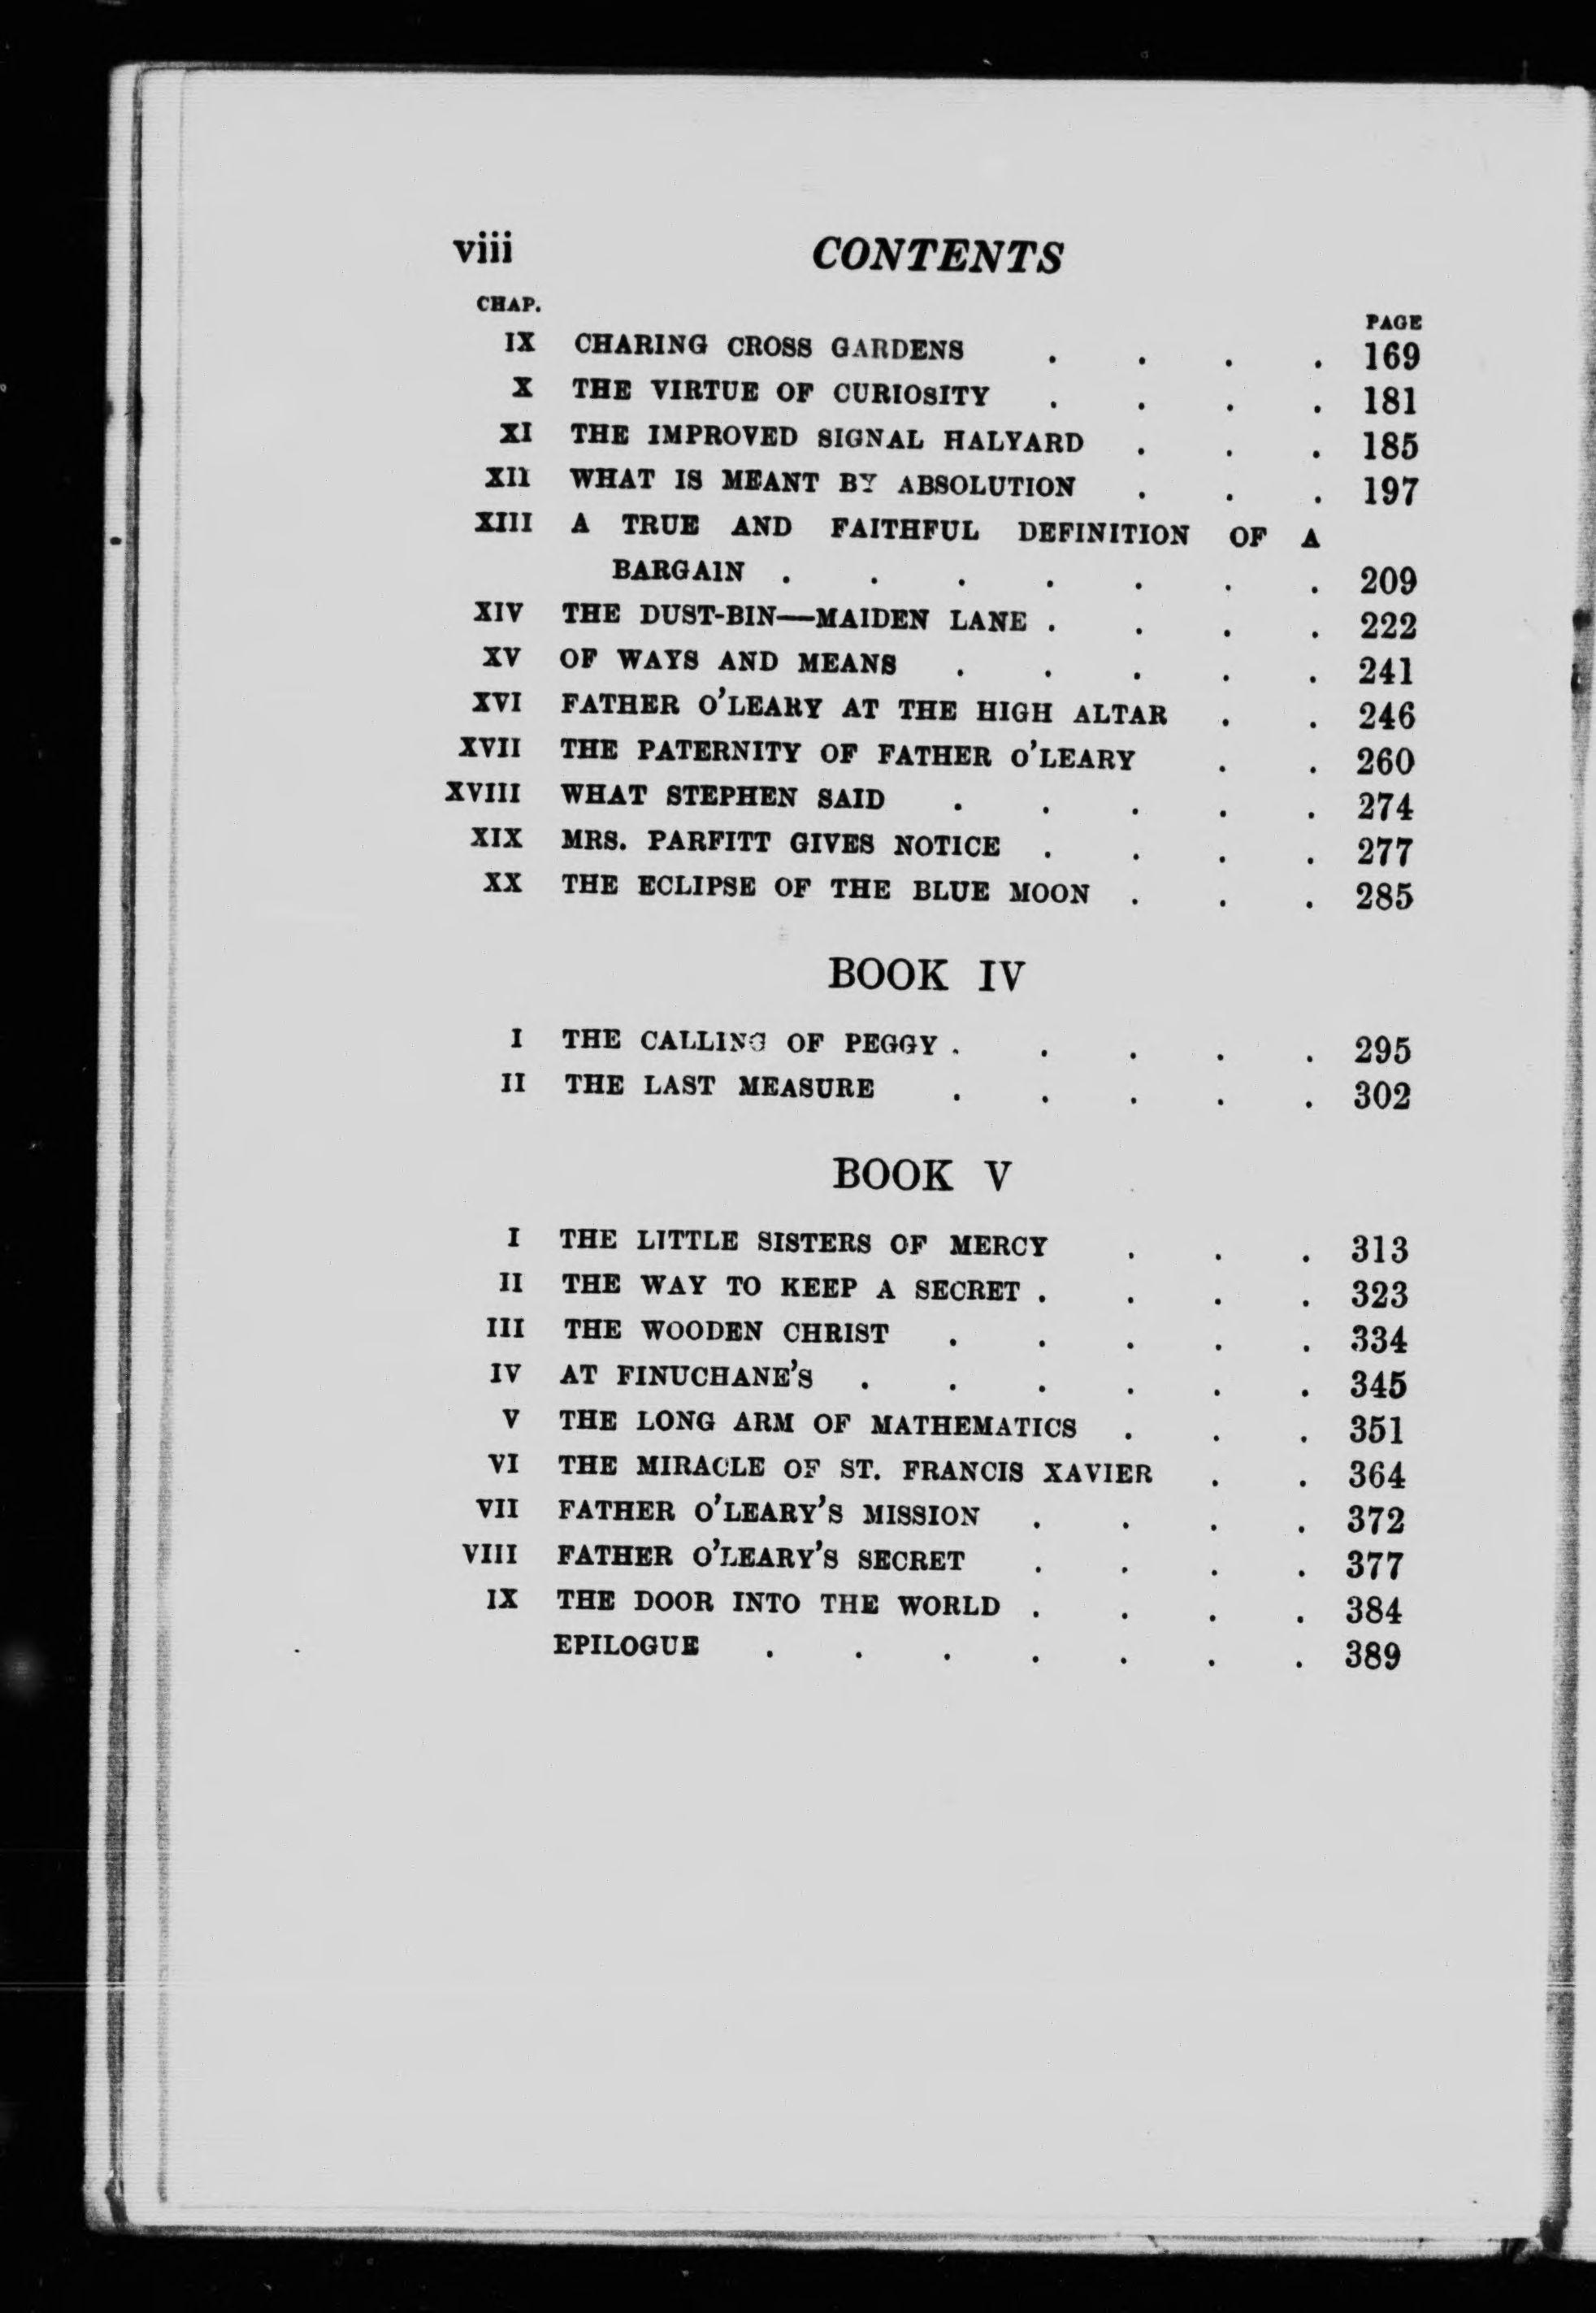 viii CONTENTS
CHAP. PAGE
IX CHARING CROSS GARDENS . . . . 169
X THE VIRTUE OF CURIOSITY . . . . 181
XI THE IMPROVED SIGNAL HALYARD . . . 185
XII WHAT IS MEANT BY ABSOLUTION . . . 197
XIII A TRUE AND FAITHFUL DEFINITION OF A
BARGAIN . . . . . . . 209
XIV THE DUST-BIN—MAIDEN LANE . . . . 222
XV OF WAYS AND MEANS . . . . . 241
XVI FATHER O'LEARY AT THE HIGH ALTAR . . 246
XVII THE PATERNITY OF FATHER O'LEARY . . 260
XVIII WHAT STEPHEN SAID . . . . . 274
XIX MRS. PARFITT GIVES NOTICE . . . . 277
XX THE ECLIPSE OF THE BLUE MOON . . . 285
BOOK IV
I THE CALLING OF PEGGY . . . . . 295
II THE LAST MEASURE . . . . . 302
BOOK V
I THE LITTLE SISTERS OF MERCY . . . 313
II THE WAY TO KEEP A SECRET . . . . 323
III THE WOODEN CHRIST . . . . . 334
IV AT FINUCHANE'S . . . . . . 345
V THE LONG ARM OF MATHEMATICS . . . 351
VI THE MIRACLE OF ST. FRANCIS XAVIER . . 364
VII FATHER O'LEARY'S MISSION . . . . 372
VIII FATHER O'LEARY'S SECRET . . . . 377
IX THE DOOR INTO THE WORLD . . . . 384
EPILOGUE . . . . . . . 389